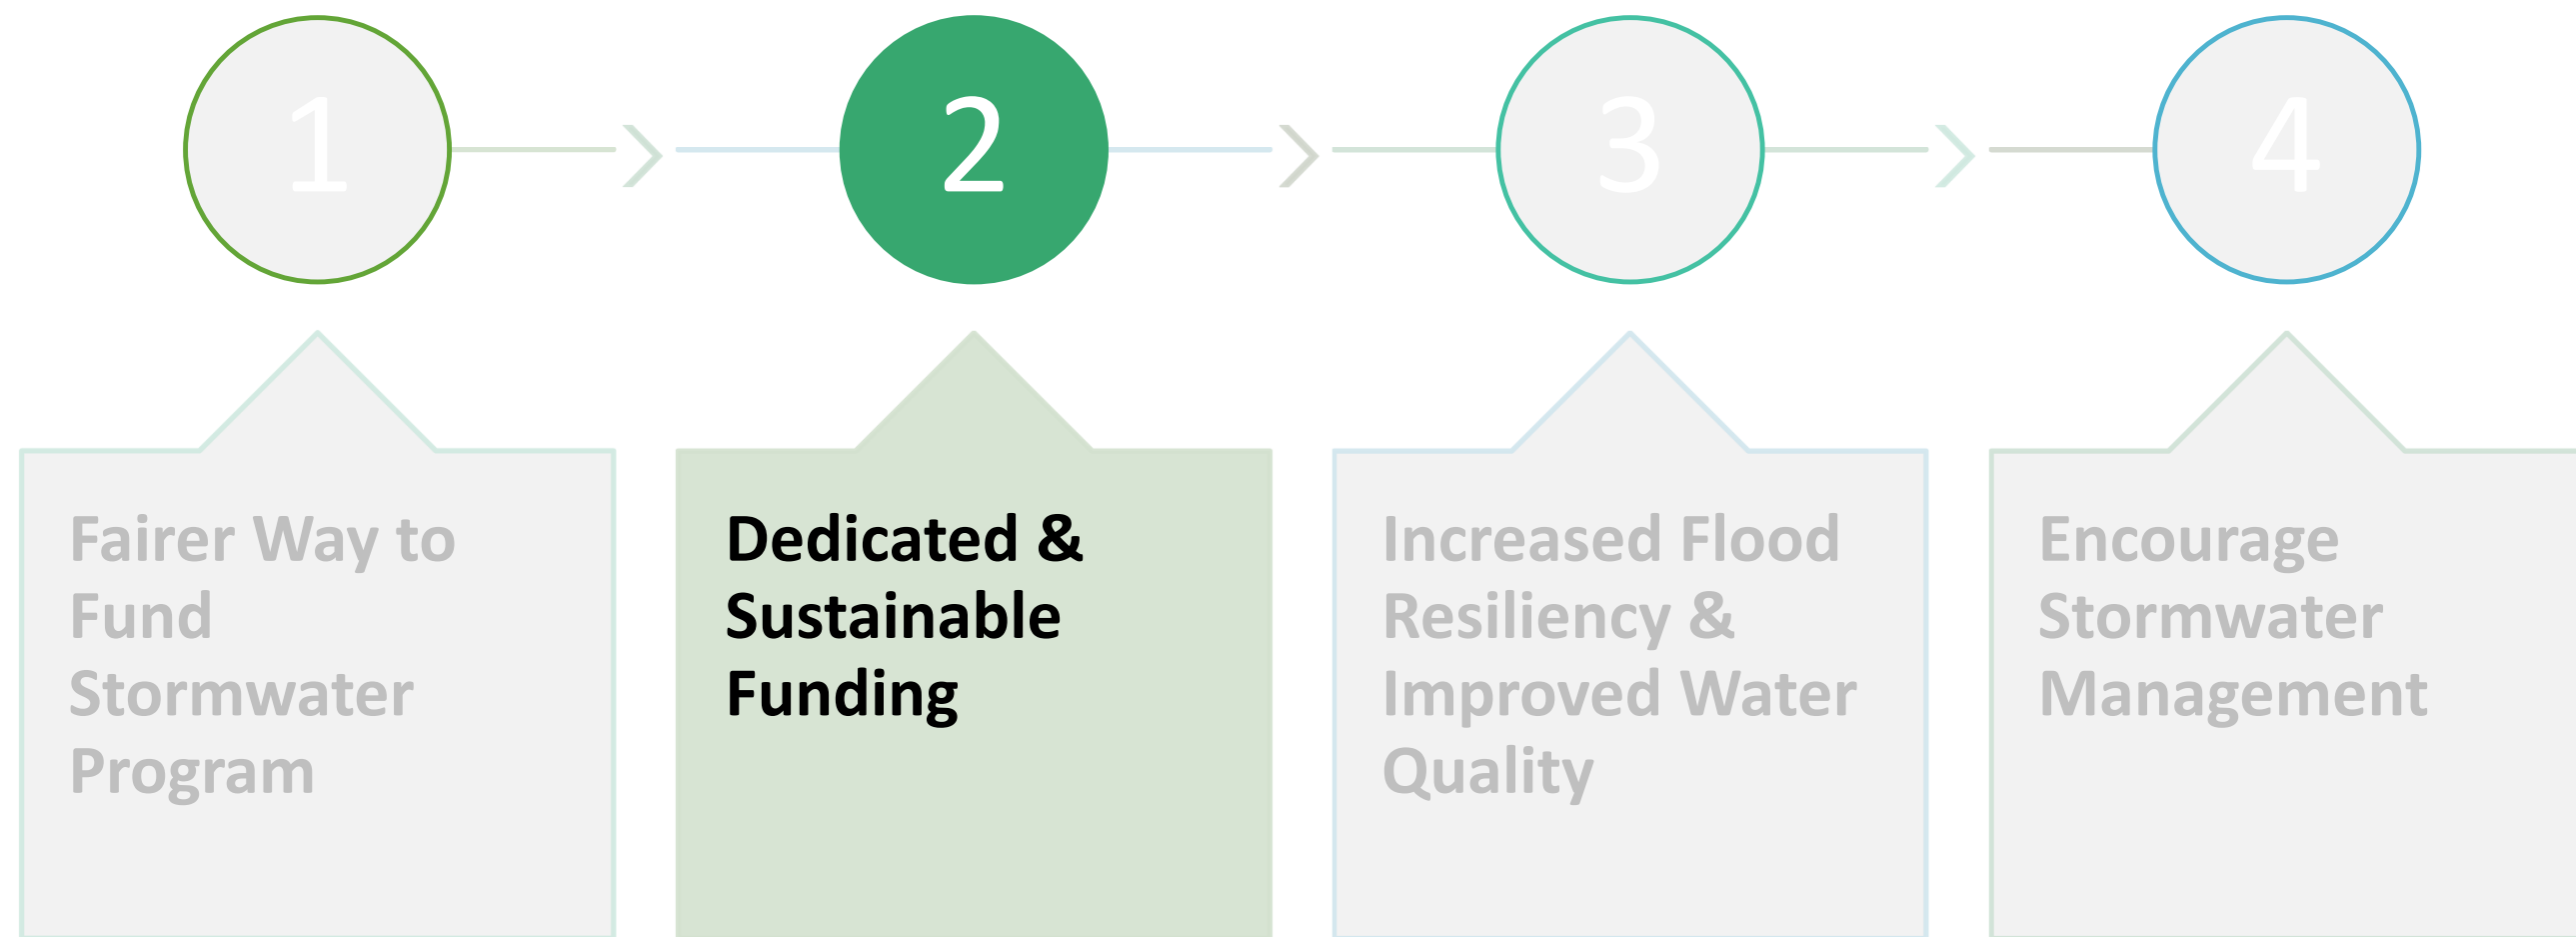 1
2
3
4
Fairer Way to
Fund
Stormwater
Program
Dedicated &
Sustainable
Funding
Increased Flood
Resiliency &
Improved Water
Quality
Encourage
Stormwater
Management